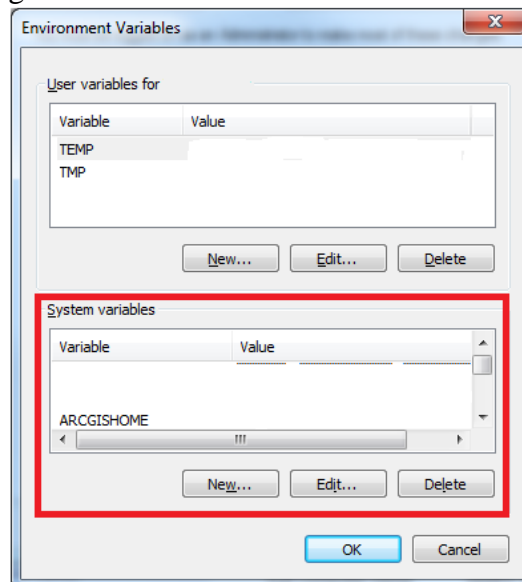 Environment Variables
User variables for
Variable Value
TEMP
TMP
New... Edit... Delete
System variables
Variable Value
ARCGISHOME
New... Edit... Delete
OK Cancel